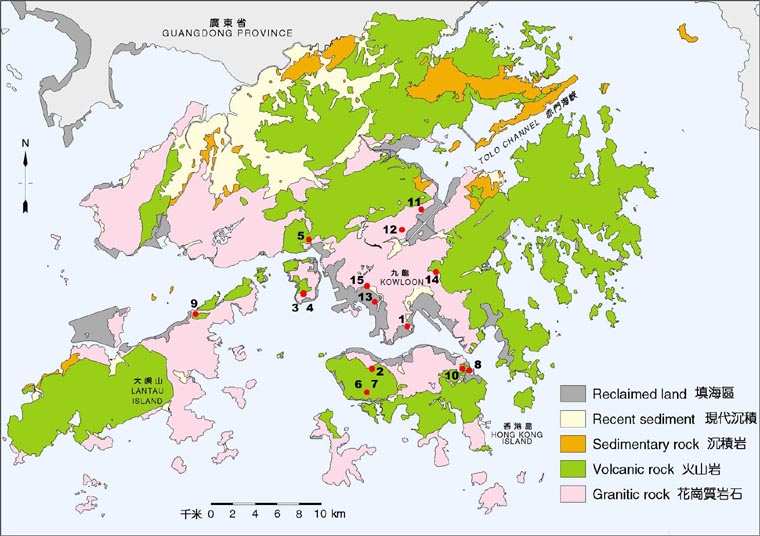 廣東省
GUANGDONG PROVINCE
TOLO CHANNEL 赤門海峽
N
11
12
5
九龍
KOWLOON
15
14
3 4
13
9
1
2
8
10
6 7
大嶼山
LANTAU
ISLAND
香港島
HONG KONG
ISLAND
Reclaimed land 填海區
Recent sediment 現代沉積
Sedimentary rock 沉積岩
Volcanic rock 火山岩
Granitic rock 花崗質岩石
千米 0 2 4 6 8 10 km